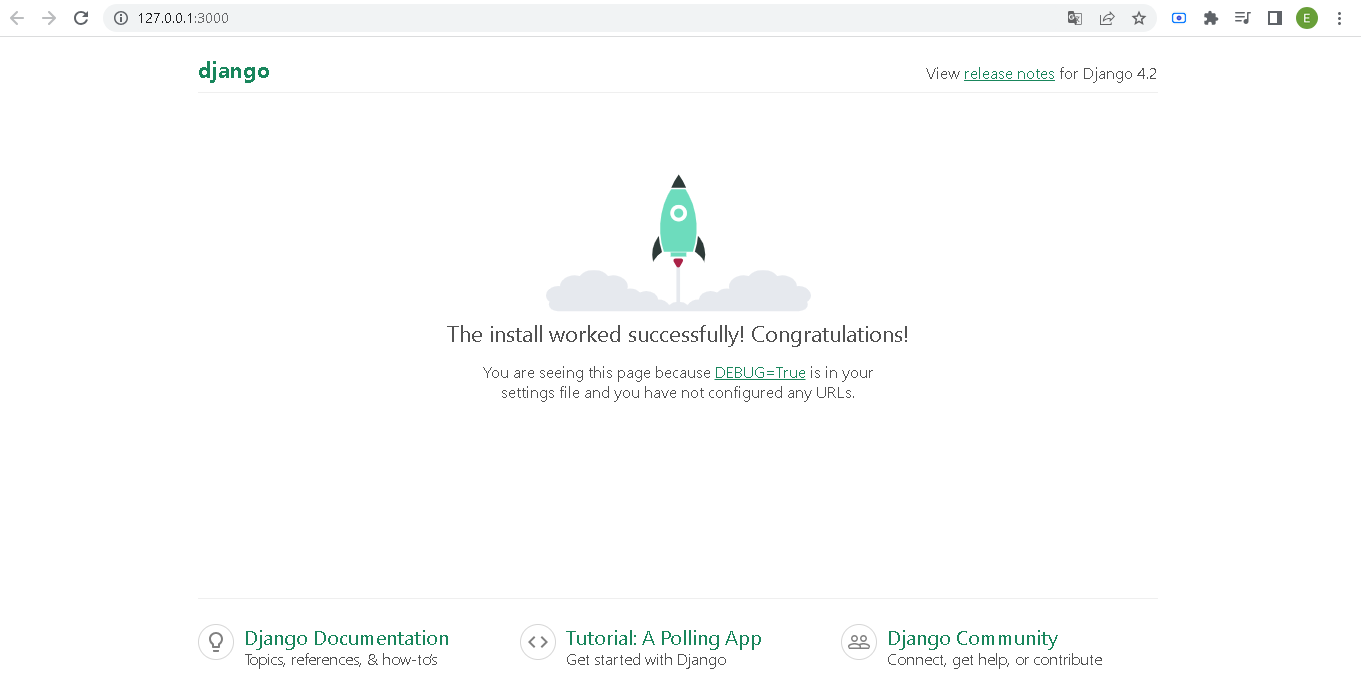 127.0.0.1:3000
E
django
View release notes for Django 4.2
The install worked successfully! Congratulations!
You are seeing this page because DEBUG=True is in your
settings file and you have not configured any URLs.
Django Documentation
Topics, references, & how-to's
Tutorial: A Polling App
Get started with Django
Django Community
Connect, get help, or contribute